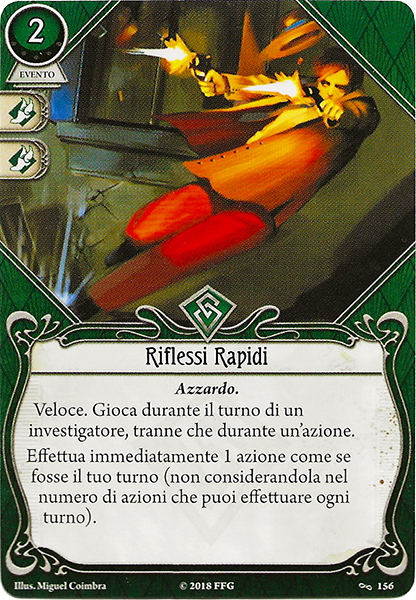 2
EVENTO
Riflessi Rapidi
Azzardo.
Veloce. Gioca durante il turno di un
investigatore, tranne che durante un'azione.
Effettua immediatamente 1 azione come se
fosse il tuo turno (non considerandola nel
numero di azioni che puoi effettuare ogni
turno).
Illus. Miguel Coimbra
© 2018 FFG
156